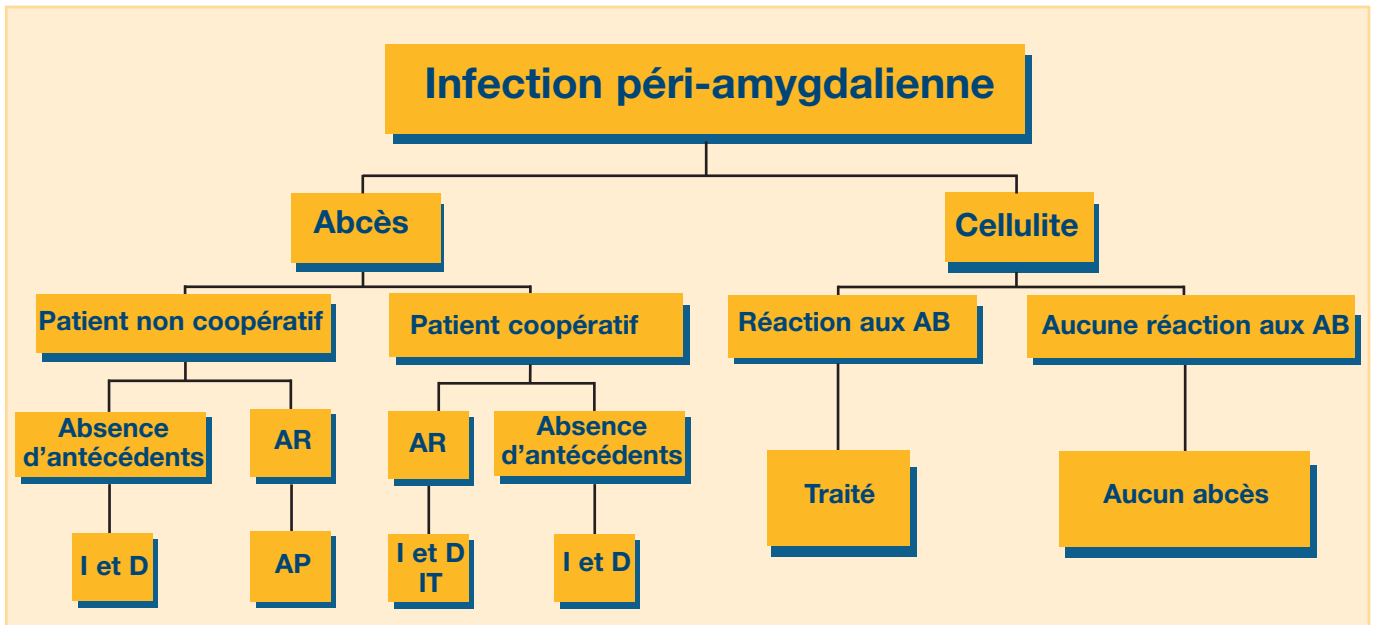 Infection péri-amygdalienne
Abcès
Cellulite
Patient non coopératif
Patient coopératif
Réaction aux AB
Aucune réaction aux AB
Absence
d'antécédents
AR
AR
Absence
d'antécédents
Traité
Aucun abcès
I et D
AP
I et D
IT
I et D